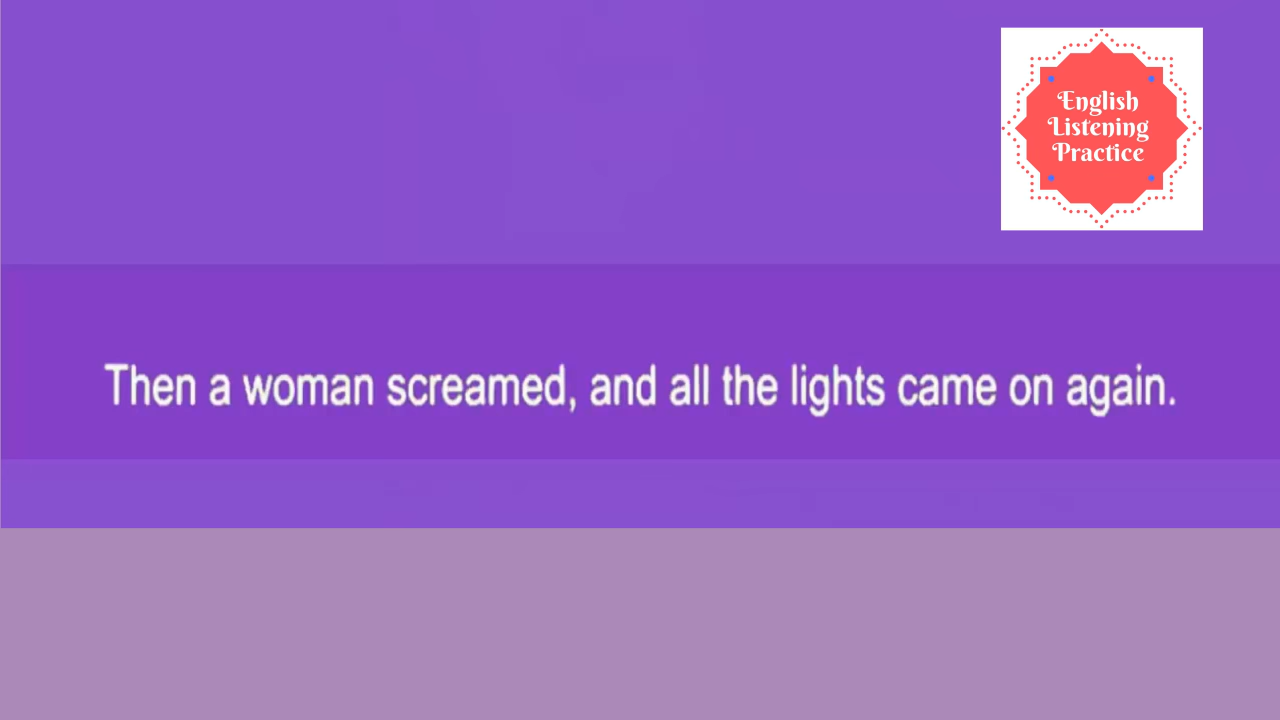 English
Listening
Practice
Then a woman screamed, and all the lights came on again.